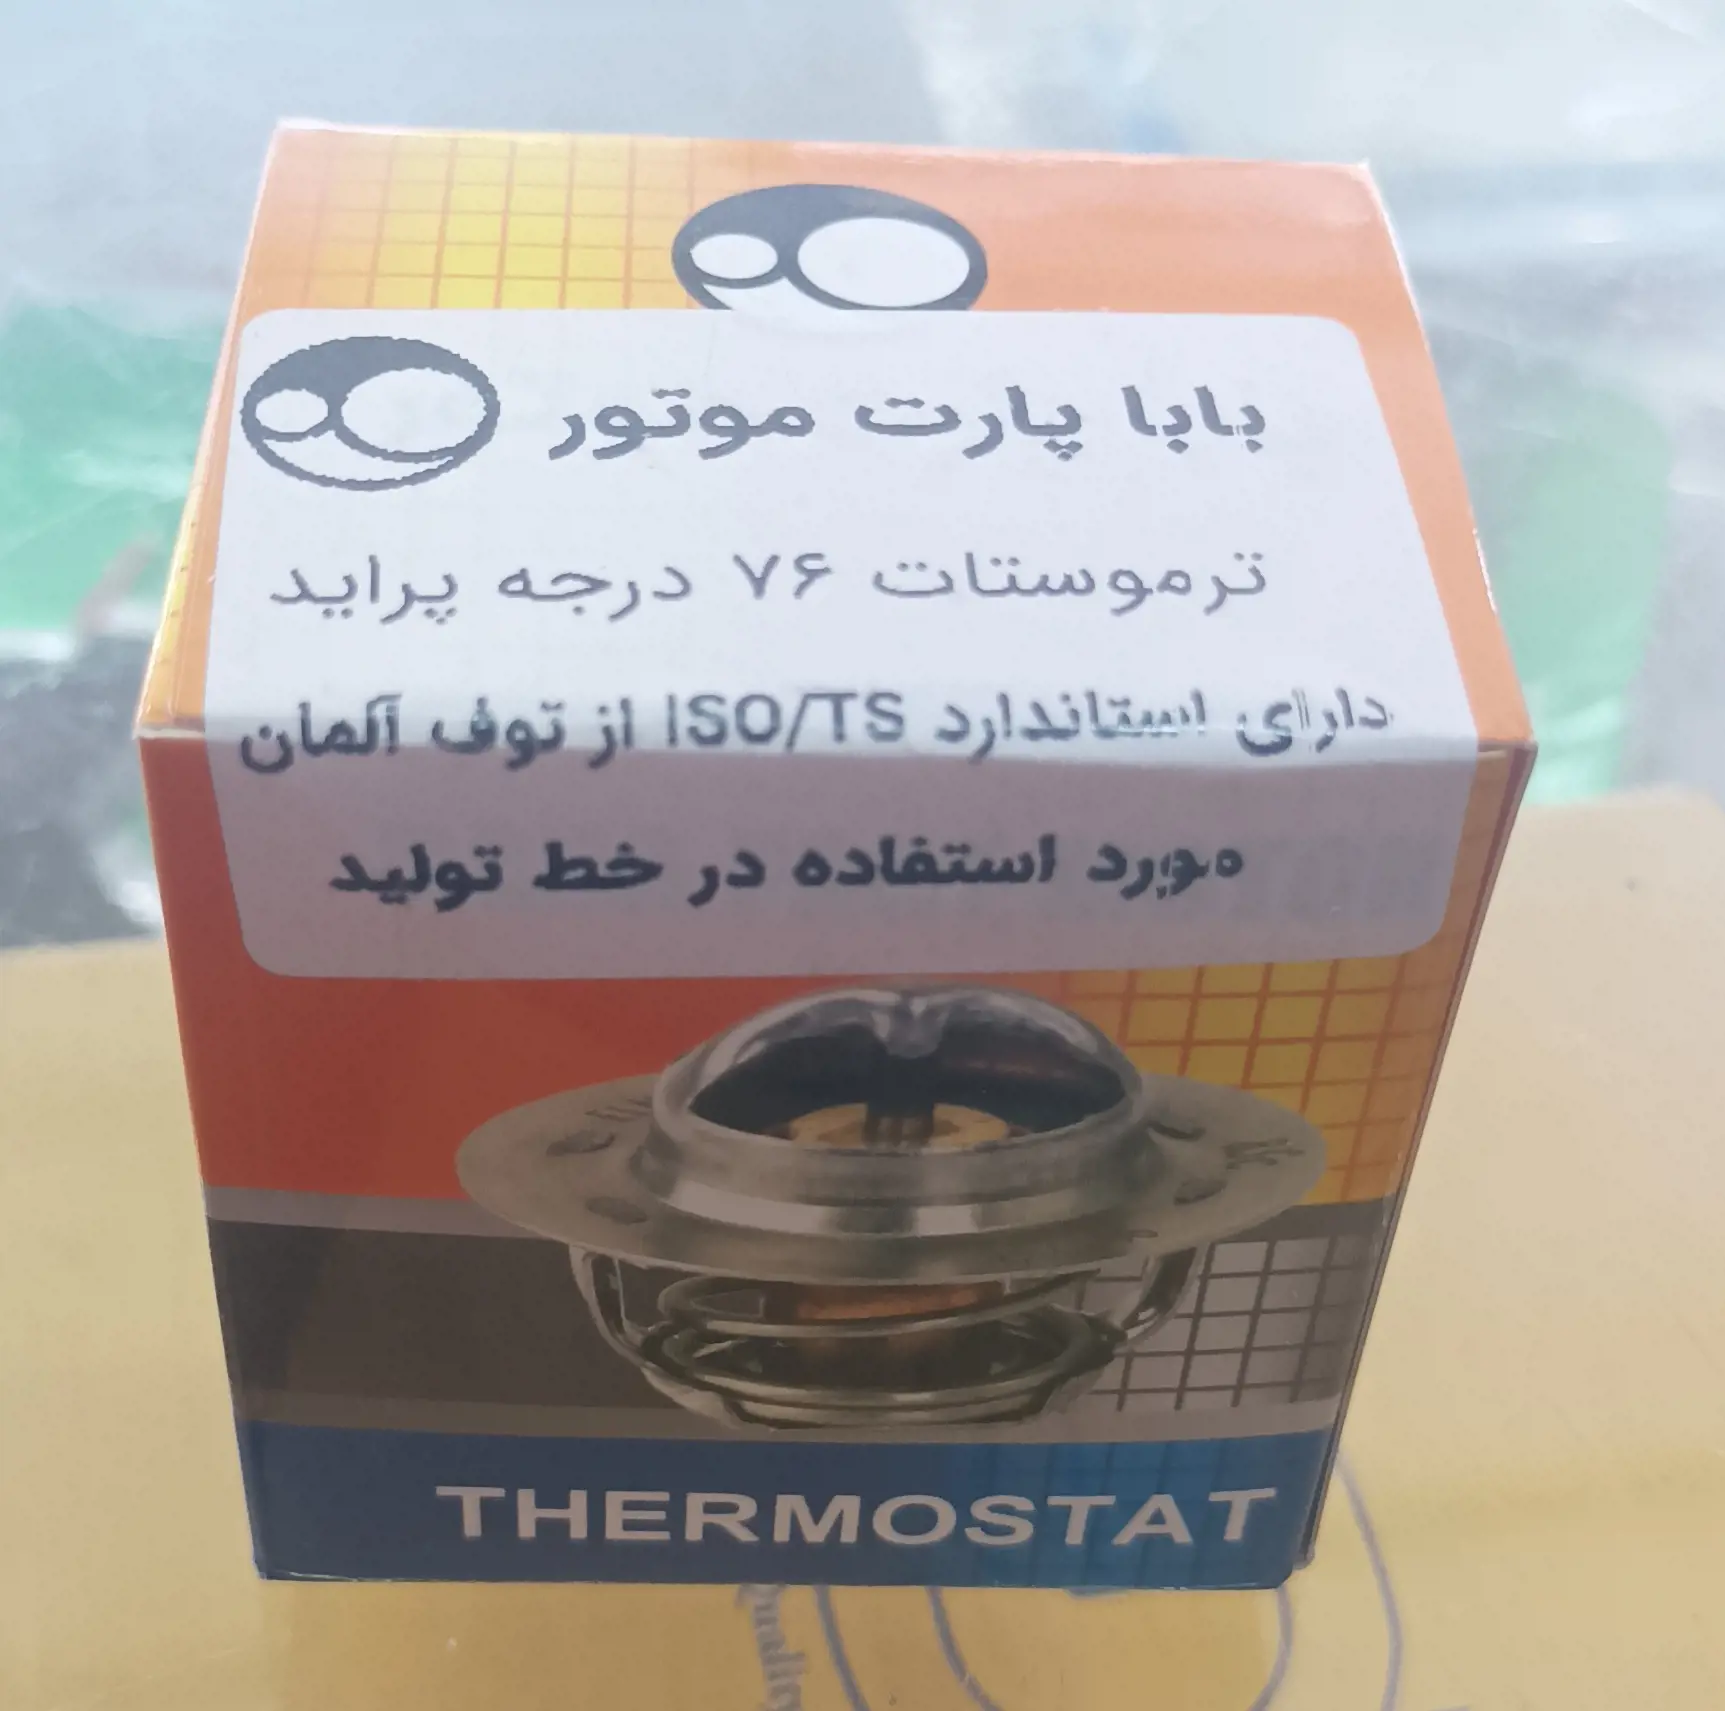 بابا پارت موتور
ترموستات ۷۶ درجه پراید
دارای استاندارد ISO/TS از توف آلمان
مورد استفاده در خط تولید
THERMOSTAT
Quality